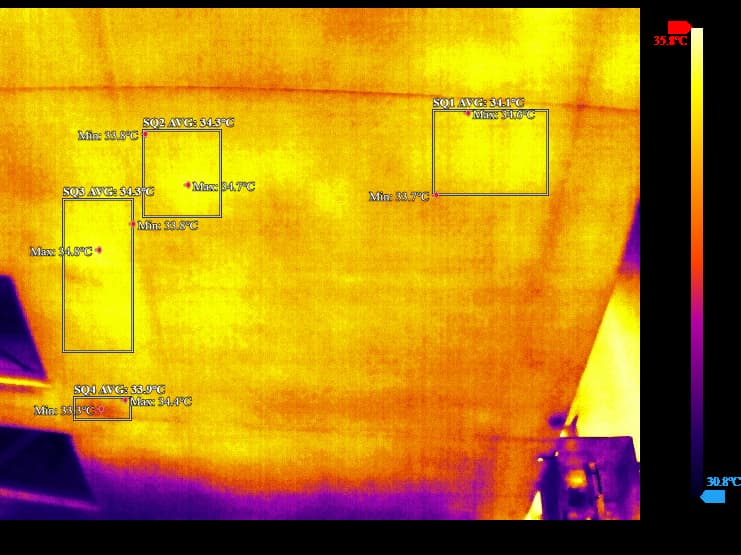 35.8°C
SQ1 AVG: 34.1°C
Max: 34.6°C
SQ2 AVG: 34.3°C
Min: 33.8°C
Max: 34.7°C
SQ3 AVG: 34.5°C
Min: 33.7°C
Min: 33.8°C
Max: 34.8°C
SQ4 AVG: 33.9°C
Max: 34.4°C
Min: 33.3°C
30.8°C